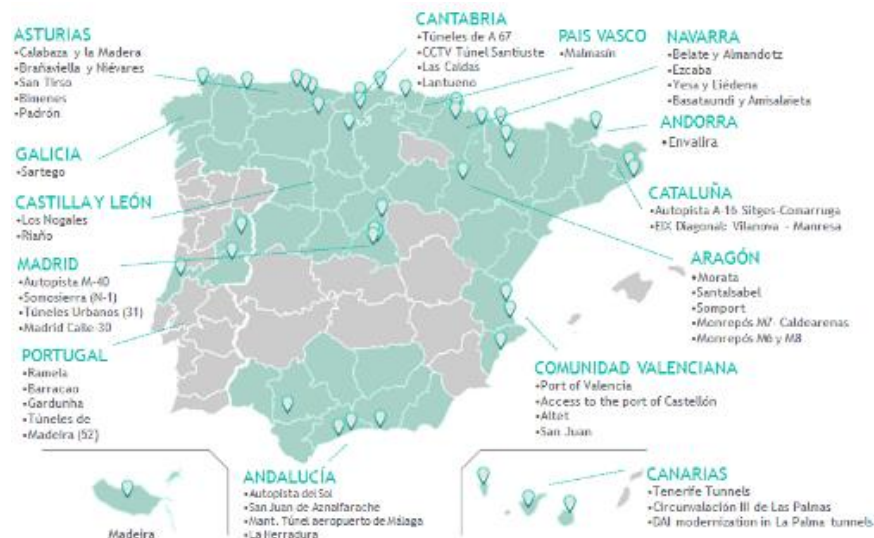 ASTURIAS
•Calabaza y la Madera
•Brañaviella y Niévares
•San Tirso
•Bimenes
•Padrón
CANTABRIA
•Túneles de A 67
•CCTV Túnel Santiuste
•Las Caldas
•Lantueno
PAIS VASCO
•Malmasín
NAVARRA
•Belate y Almandotz
•Ezcaba
•Yesa y Liédena
•Basataundi y Amisalaieta
ANDORRA
•Envalira
GALICIA
•Sartego
CASTILLA Y LEÓN
•Los Nogales
•Riaño
CATALUÑA
•Autopista A-16 Sitges-Comarruga
•EIX Diagonal: Vilanova - Manresa
MADRID
•Autopista M-40
•Somosierra (N-1)
•Túneles Urbanos (31)
•Madrid Calle-30
ARAGÓN
•Morata
•SantaIsabel
•Somport
•Monrepós M7- Caldearenas
•Monrepós M6 y M8
PORTUGAL
•Ramela
•Barracao
•Gardunha
•Túneles de
•Madeira (52)
COMUNIDAD VALENCIANA
•Port of Valencia
•Access to the port of Castellón
•Altet
•San Juan
ANDALUCÍA
•Autopista del Sol
•San Juan de Aznalfarache
•Mant. Túnel aeropuerto de Málaga
•La Herradura
CANARIAS
•Tenerife Tunnels
•Circunvalación III de Las Palmas
•DAI modernization in La Palma tunnels
Madeira